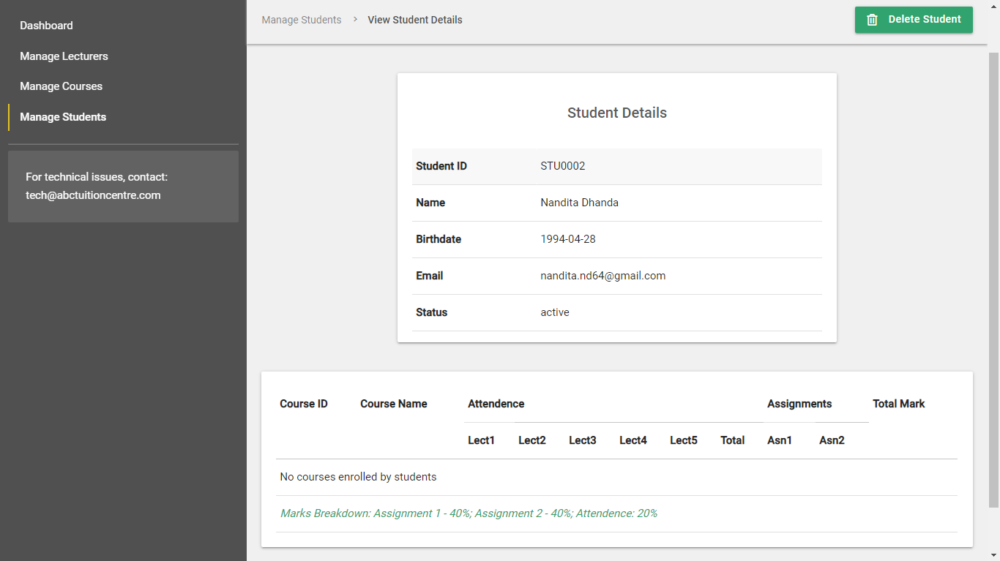 Dashboard
Manage Lecturers
Manage Courses
Manage Students
For technical issues, contact:
tech@abctuitioncentre.com
Manage Students > View Student Details
Delete Student
Student Details
Student ID STU0002
Name Nandita Dhanda
Birthdate 1994-04-28
Email nandita.nd64@gmail.com
Status active
Course ID Course Name Attendence Assignments Total Mark
Lect1 Lect2 Lect3 Lect4 Lect5 Total Asn1 Asn2
No courses enrolled by students
Marks Breakdown: Assignment 1 - 40%; Assignment 2 - 40%; Attendence: 20%